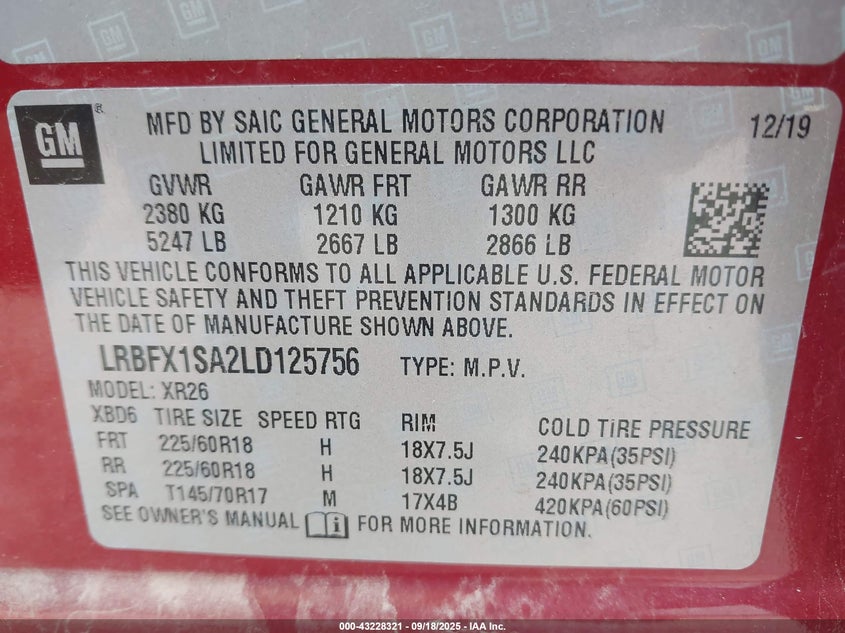 GM ® MFD BY SAIC GENERAL MOTORS CORPORATION 12/19
LIMITED FOR GENERAL MOTORS LLC
GVWR GAWR FRT GAWR RR
2380 KG 1210 KG 1300 KG
5247 LB 2667 LB 2866 LB
THIS VEHICLE CONFORMS TO ALL APPLICABLE U.S. FEDERAL MOTOR
VEHICLE SAFETY AND THEFT PREVENTION STANDARDS IN EFFECT ON
THE DATE OF MANUFACTURE SHOWN ABOVE.
LRBFX1SA2LD125756 TYPE: M.P.V.
MODEL: XR26
XBD6 TIRE SIZE SPEED RTG RIM COLD TIRE PRESSURE
FRT 225/60R18 H 18X7.5J 240KPA(35PSI)
RR 225/60R18 H 18X7.5J 240KPA(35PSI)
SPA T145/70R17 M 17X4B 420KPA(60PSI)
SEE OWNER'S MANUAL FOR MORE INFORMATION.
000-43228321 - 09/18/2025 - IAA Inc.